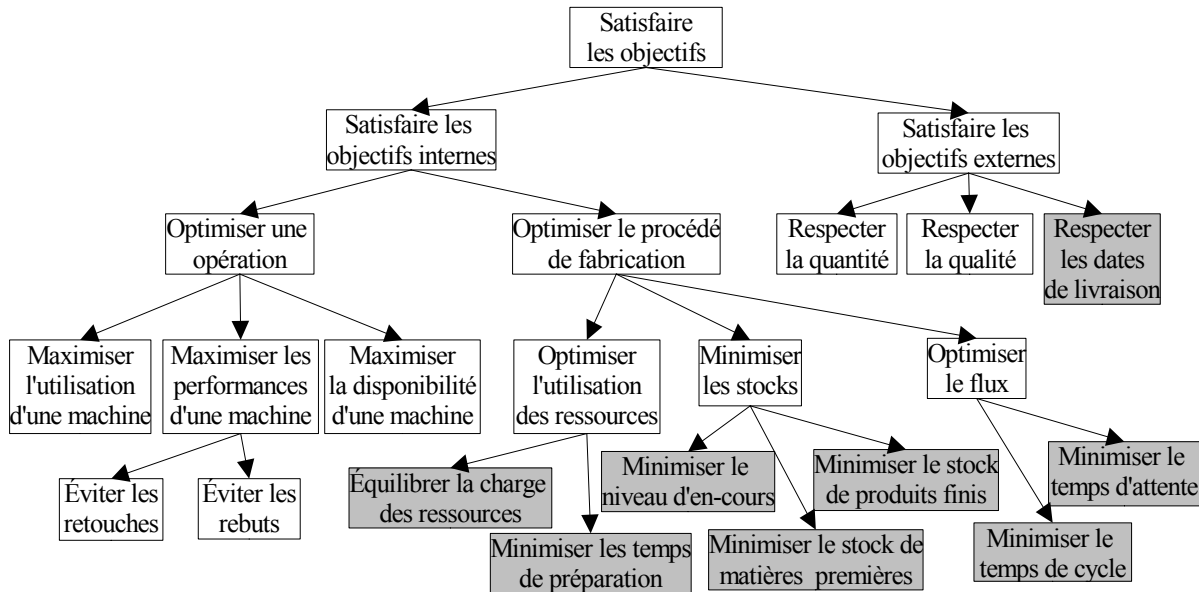 Satisfaire
les objectifs
Satisfaire les
objectifs internes
Satisfaire les
objectifs externes
Optimiser une
opération
Optimiser le procédé
de fabrication
Respecter
la quantité
Respecter
la qualité
Respecter
les dates
de livraison
Maximiser
l'utilisation
d'une machine
Maximiser les
performances
d'une machine
Maximiser
la disponibilité
d'une machine
Optimiser
l'utilisation
des ressources
Minimiser
les stocks
Optimiser
le flux
Éviter les
retouches
Éviter les
rebuts
Équilibrer la charge
des ressources
Minimiser les temps
de préparation
Minimiser le
niveau d'en-cours
Minimiser le stock de
matières premières
Minimiser le stock
de produits finis
Minimiser le
temps d'attente
Minimiser le
temps de cycle